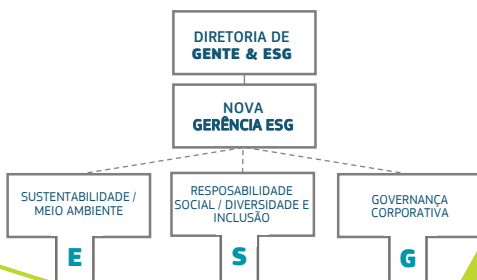 DIRETORIA DE
GENTE & ESG
NOVA
GERÊNCIA ESG
SUSTENTABILIDADE /
MEIO AMBIENTE
RESPOSABILIDADE
SOCIAL / DIVERSIDADE E
INCLUSÃO
GOVERNANÇA
CORPORATIVA
E
S
G